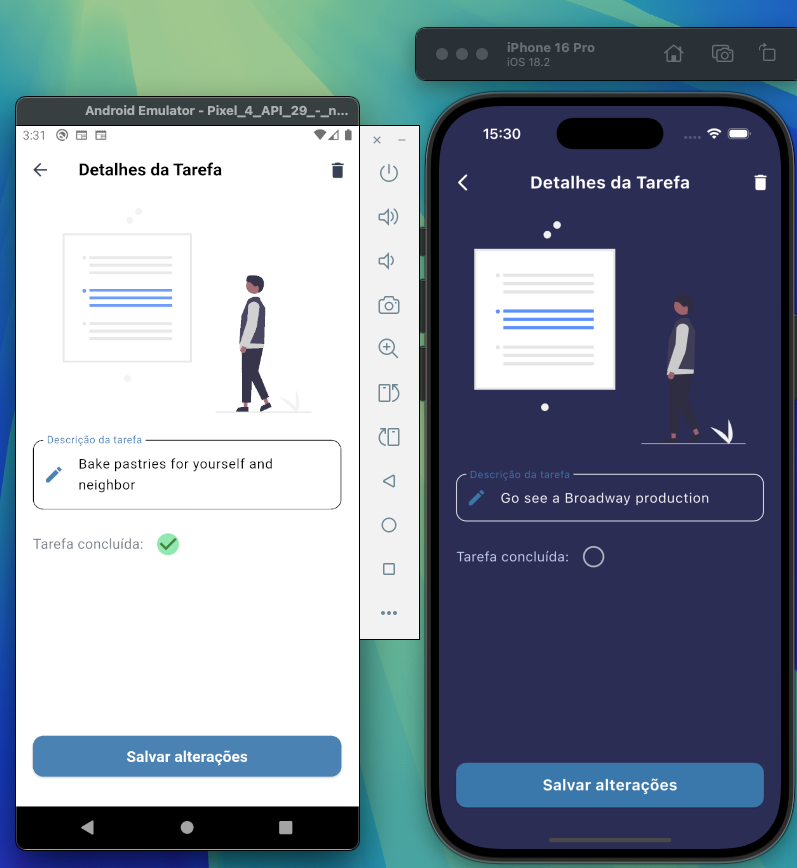 iPhone 16 Pro
iOS 18.2
Android Emulator - Pixel_4_API_29_-_n...
3:31
Detalhes da Tarefa
Descrição da tarefa
Bake pastries for yourself and
neighbor
Tarefa concluída:
Salvar alterações
15:30
Detalhes da Tarefa
Descrição da tarefa
Go see a Broadway production
Tarefa concluída:
Salvar alterações